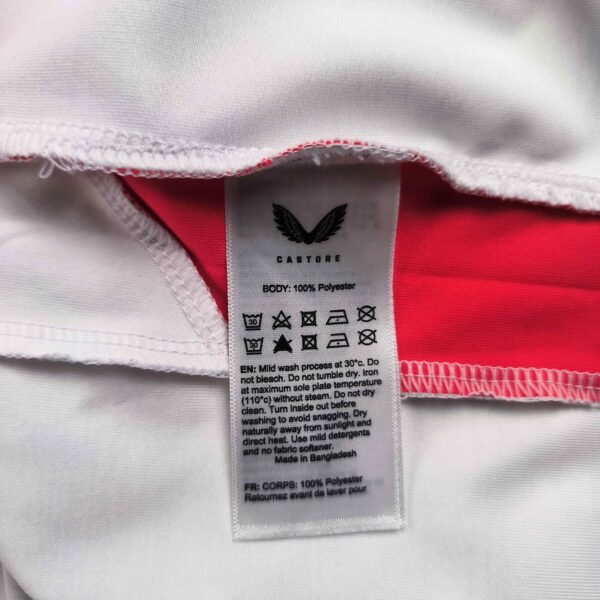 CASTORE
BODY: 100% Polyester
30
30
EN: Mild wash process at 30°c. Do
not bleach. Do not tumble dry. Iron
at maximum sole plate temperature
(110°c) without steam. Do not dry
clean. Turn inside out before
washing to avoid snagging. Dry
naturally away from sunlight and
direct heat. Use mild detergents
and no fabric softener.
Made in Bangladesh
FR: CORPS: 100% Polyester
Retournez avant de laver pour